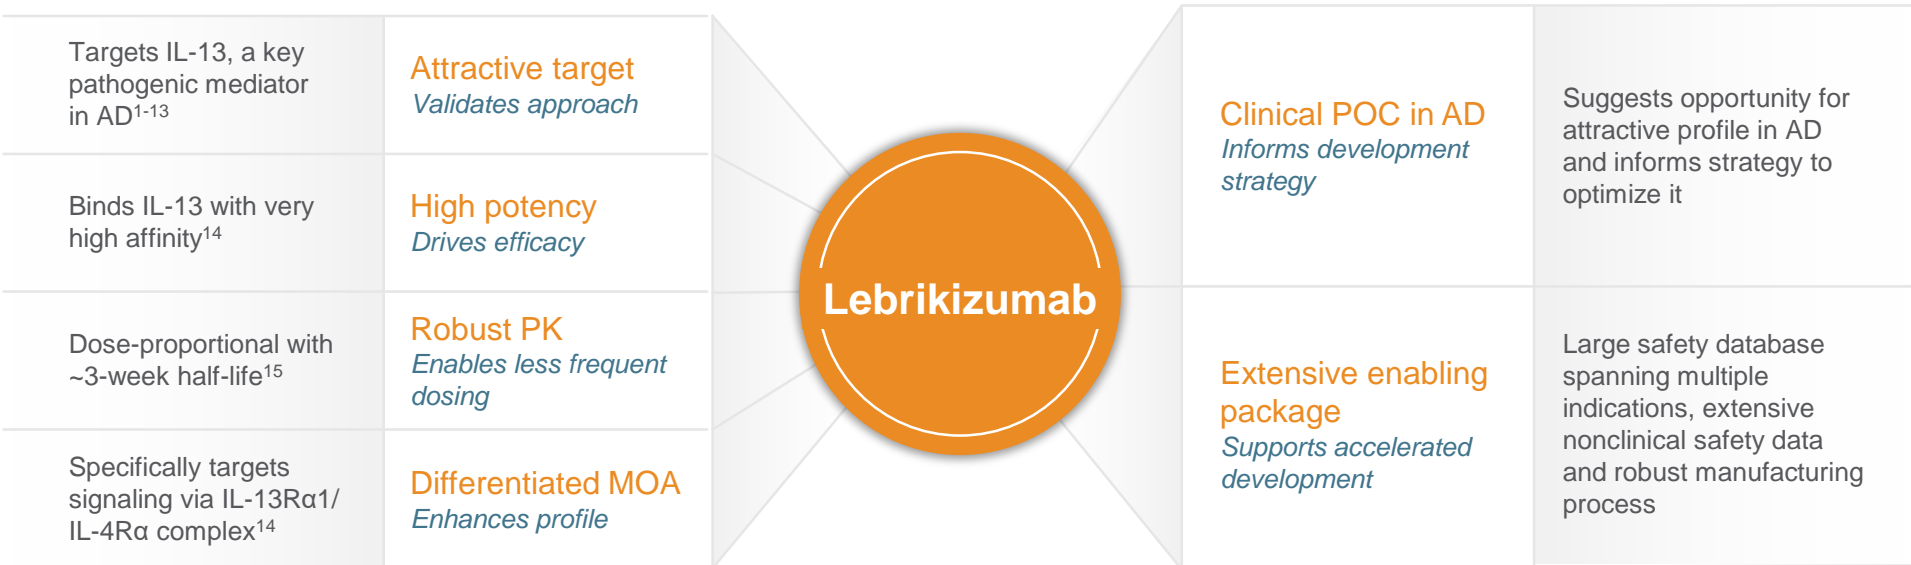 Targets IL-13, a key
pathogenic mediator
in AD1-13
Attractive target
Validates approach
Binds IL-13 with very
high affinity14
High potency
Drives efficacy
Dose-proportional with
~3-week half-life15
Robust PK
Enables less frequent
dosing
Specifically targets
signaling via IL-13Rα1/
IL-4Rα complex14
Differentiated MOA
Enhances profile
Lebrikizumab
Clinical POC in AD
Informs development
strategy
Suggests opportunity for
attractive profile in AD
and informs strategy to
optimize it
Extensive enabling
package
Supports accelerated
development
Large safety database
spanning multiple
indications, extensive
nonclinical safety data
and robust manufacturing
process